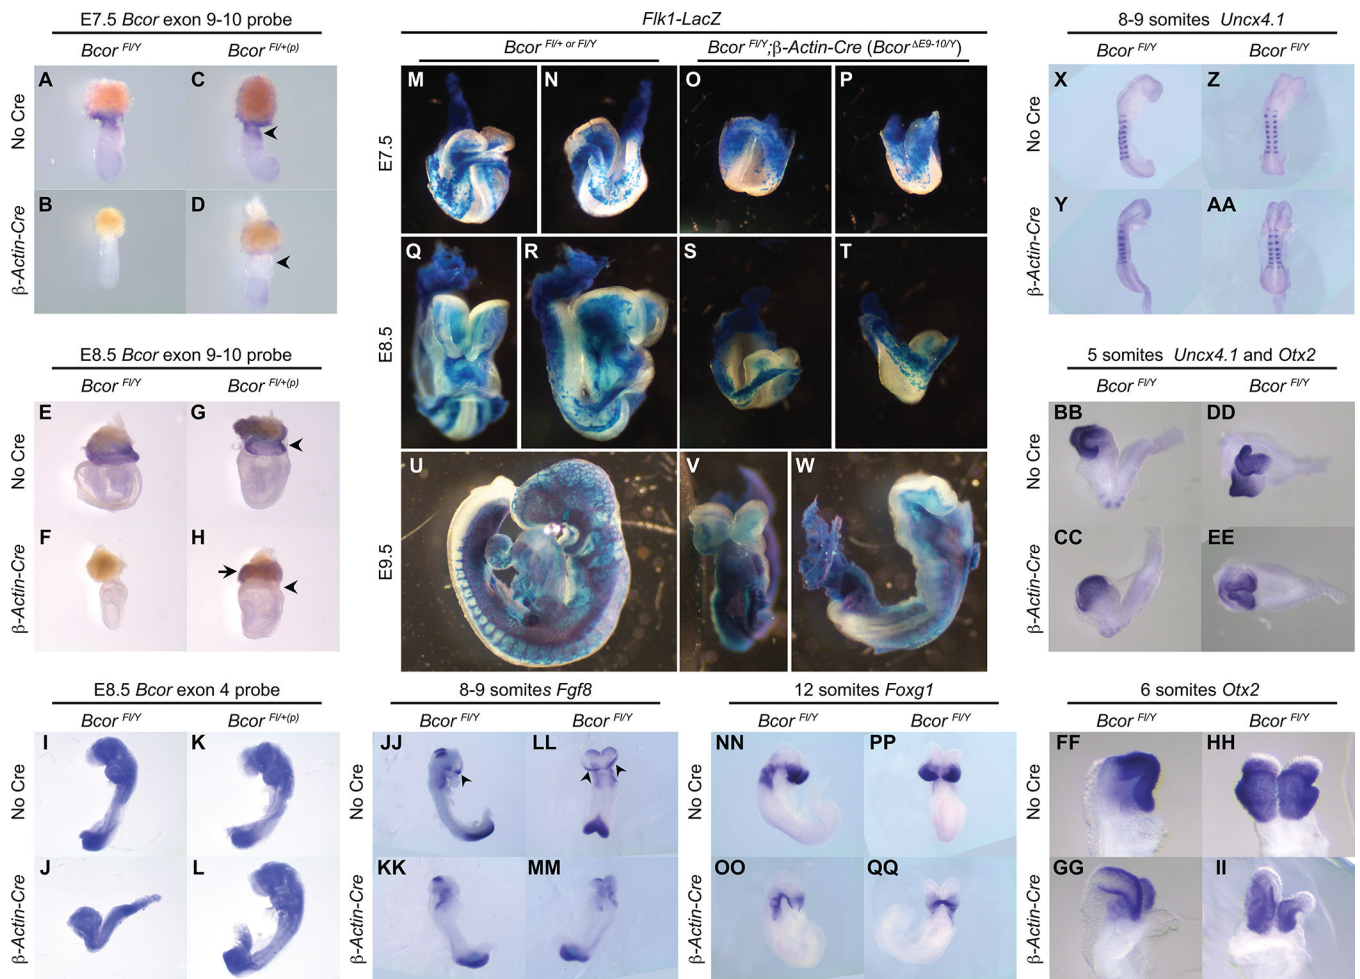 E7.5 Bcor exon 9-10 probe
Bcor Fl/Y
Bcor Fl/+(p)
No Cre
A
C
β-Actin-Cre
B
D
E8.5 Bcor exon 9-10 probe
Bcor Fl/Y
Bcor Fl/+(p)
No Cre
E
G
β-Actin-Cre
F
H
E8.5 Bcor exon 4 probe
Bcor Fl/Y
Bcor Fl/+(p)
No Cre
I
K
β-Actin-Cre
J
L
Flk1-LacZ
Bcor Fl/+ or Fl/Y
Bcor Fl/Y;β-Actin-Cre (Bcor ΔE9-10/Y)
E7.5
M
N
O
P
E8.5
Q
R
S
T
E9.5
U
V
W
8-9 somites Uncx4.1
Bcor Fl/Y
Bcor Fl/Y
No Cre
X
Z
β-Actin-Cre
Y
AA
5 somites Uncx4.1 and Otx2
Bcor Fl/Y
Bcor Fl/Y
No Cre
BB
DD
β-Actin-Cre
CC
EE
8-9 somites Fgf8
Bcor Fl/Y
Bcor Fl/Y
No Cre
JJ
LL
β-Actin-Cre
KK
MM
12 somites Foxg1
Bcor Fl/Y
Bcor Fl/Y
No Cre
NN
PP
β-Actin-Cre
OO
QQ
6 somites Otx2
Bcor Fl/Y
Bcor Fl/Y
No Cre
FF
HH
β-Actin-Cre
GG
II